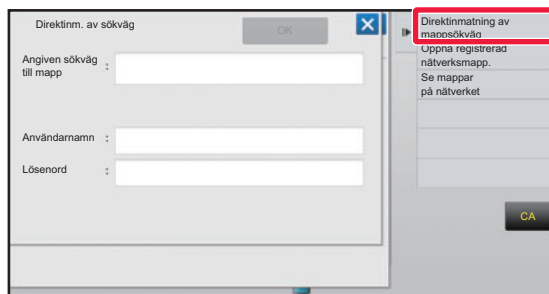 Direktinm. av sökväg
OK
Angiven sökväg
till mapp :
Användarnamn :
Lösenord :
Direktinmatning av
mappsökväg
Öppna registrerad
nätverksmapp.
Se mappar
på nätverket
CA